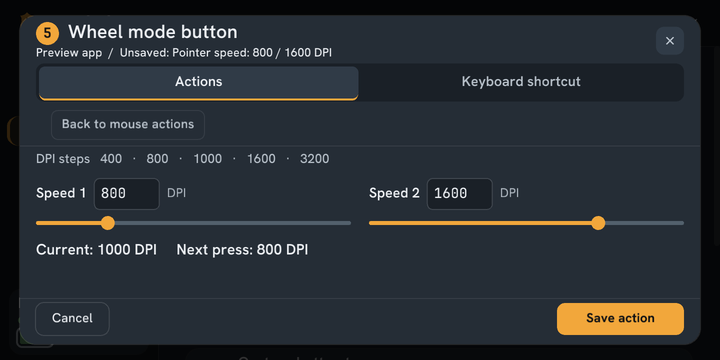 5 Wheel mode button
Preview app / Unsaved: Pointer speed: 800 / 1600 DPI
Actions Keyboard shortcut
Back to mouse actions
DPI steps 400 · 800 · 1000 · 1600 · 3200
Speed 1 800 DPI Speed 2 1600 DPI
Current: 1000 DPI Next press: 800 DPI
Cancel Save action